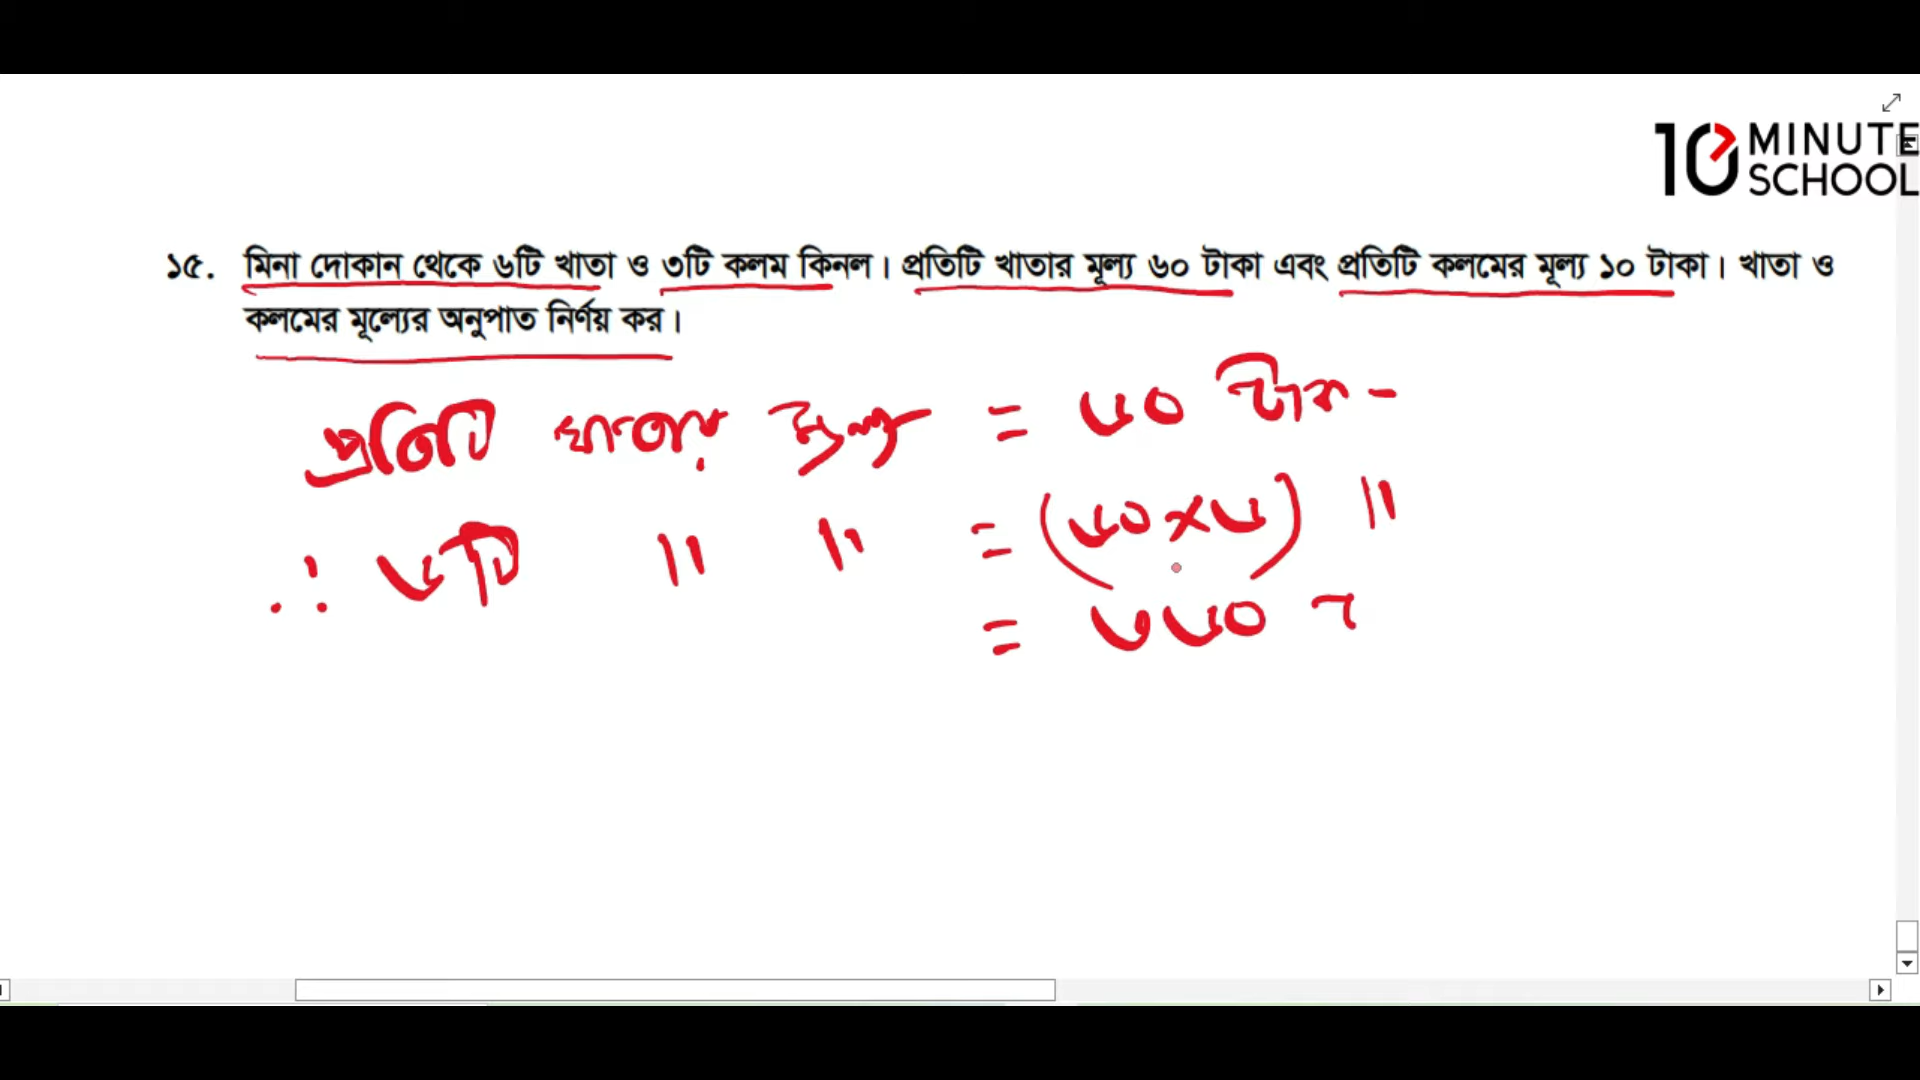 10 MINUTE
SCHOOL
১৫. মিনা দোকান থেকে ৬টি খাতা ও ৩টি কলম কিনল। প্রতিটি খাতার মূল্য ৬০ টাকা এবং প্রতিটি কলমের মূল্য ১০ টাকা। খাতা ও
কলমের মূল্যের অনুপাত নির্ণয় কর।
প্রতিটি খাতার মূল্য = ৬০ টাকা
∴ ৬টি " " = (৬০×৬) "
= ৩৬০